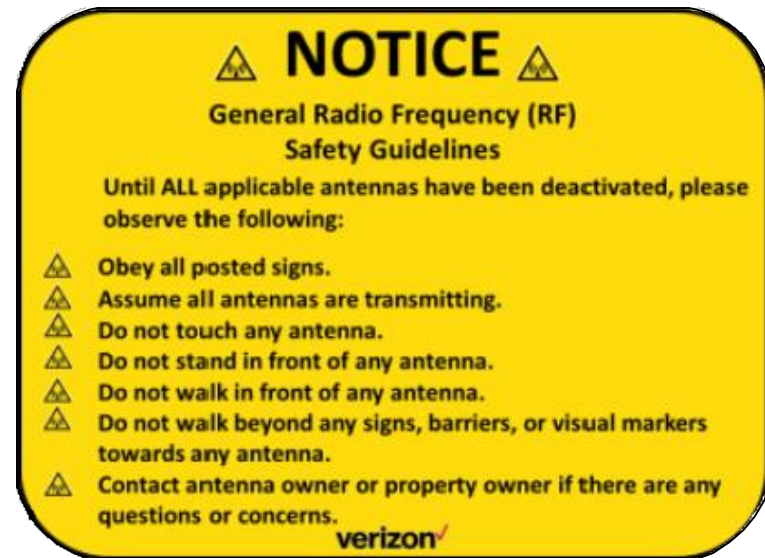 NOTICE
General Radio Frequency (RF)
Safety Guidelines
Until ALL applicable antennas have been deactivated, please
observe the following:
Obey all posted signs.
Assume all antennas are transmitting.
Do not touch any antenna.
Do not stand in front of any antenna.
Do not walk in front of any antenna.
Do not walk beyond any signs, barriers, or visual markers
towards any antenna.
Contact antenna owner or property owner if there are any
questions or concerns.
verizon